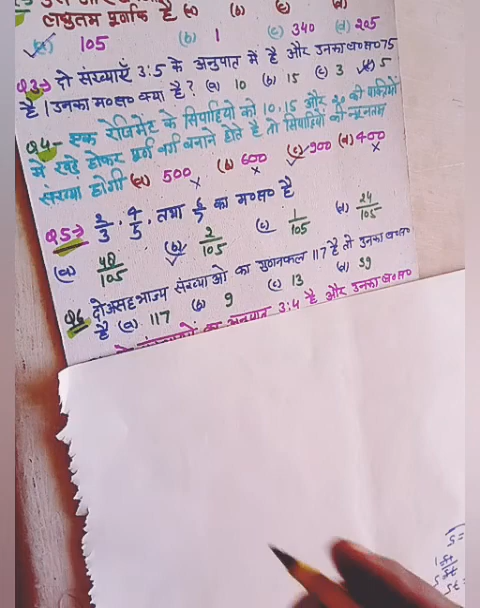 लघुतम पूर्णांक है (a) (b) (c) (d)
105 (b) 1 (c) 340 (d) 205
Q3→ दो संख्याएँ 3:5 के अनुपात में है और उनका ल०स० 75
है । उनका म०स० क्या है? (a) 10 (b) 15 (c) 3 (d) 5
Q4- एक रेजिमेंट के सिपाहियो को 10, 15 और 20 की पंक्तियों
में खड़े होकर पूर्ण वर्ग बनाने होते है तो सिपाहियों की न्यूनतम
संख्या होगी (a) 500 (b) 600 (c) 900 (d) 400
Q5→ 2/3, 4/5, तथा 6/7 का म०स० है
(a) 48/105 (b) 2/105 (c) 1/105 (d) 24/105
Q6 दो असहभाज्य संख्याओ का गुणनफल 117 है तो उनका ल०स०
है (a) 117 (b) 9 (c) 13 (d) 39
का अनुपात 3:4 है और उनका ल०स०